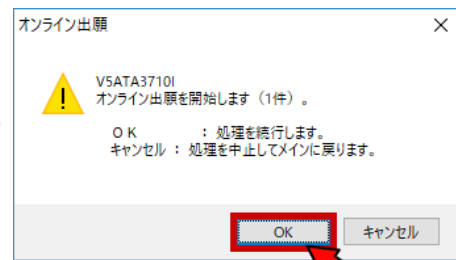 オンライン出願
V5ATA3710I
オンライン出願を開始します（1件）。
ＯＫ　　　：　処理を続行します。
キャンセル　：　処理を中止してメインに戻ります。
OK
キャンセル